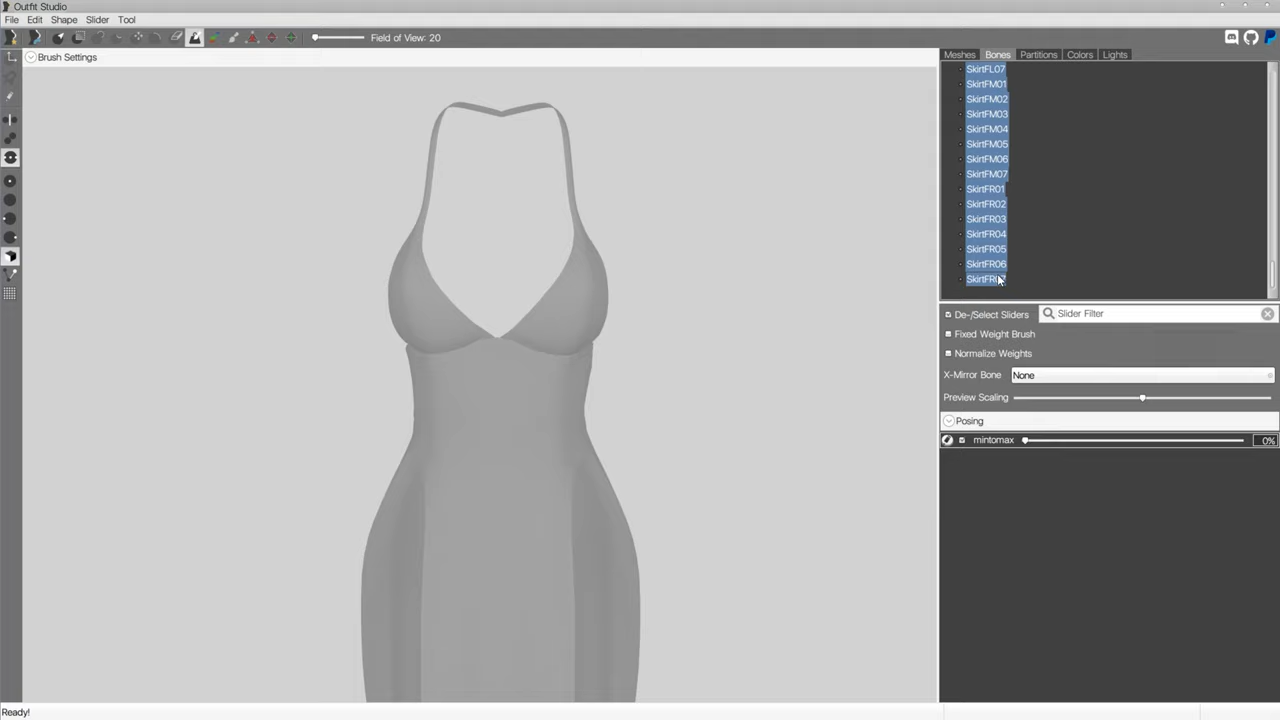 Outfit Studio
File Edit Shape Slider Tool
Field of View: 20
Brush Settings
Meshes Bones Partitions Colors Lights
SkirtFL07
SkirtFM01
SkirtFM02
SkirtFM03
SkirtFM04
SkirtFM05
SkirtFM06
SkirtFM07
SkirtFR01
SkirtFR02
SkirtFR03
SkirtFR04
SkirtFR05
SkirtFR06
SkirtFR07
De-/Select Sliders Slider Filter
Fixed Weight Brush
Normalize Weights
X-Mirror Bone None
Preview Scaling
Posing
mintomax 0%
Ready!